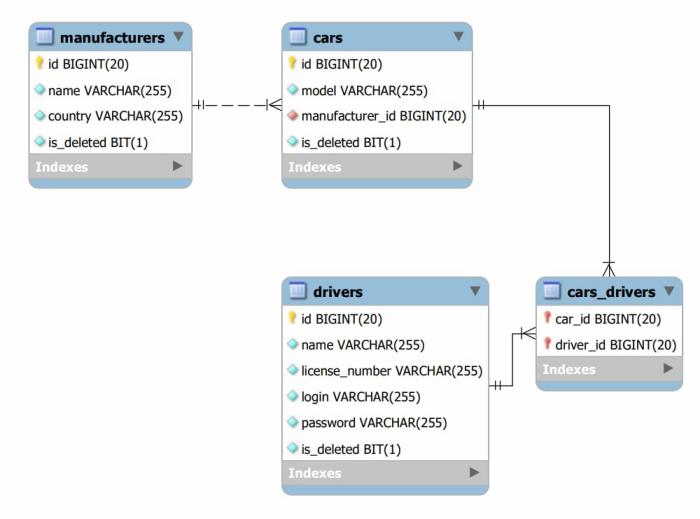 manufacturers
id BIGINT(20)
name VARCHAR(255)
country VARCHAR(255)
is_deleted BIT(1)
Indexes
cars
id BIGINT(20)
model VARCHAR(255)
manufacturer_id BIGINT(20)
is_deleted BIT(1)
Indexes
drivers
id BIGINT(20)
name VARCHAR(255)
license_number VARCHAR(255)
login VARCHAR(255)
password VARCHAR(255)
is_deleted BIT(1)
Indexes
cars_drivers
car_id BIGINT(20)
driver_id BIGINT(20)
Indexes